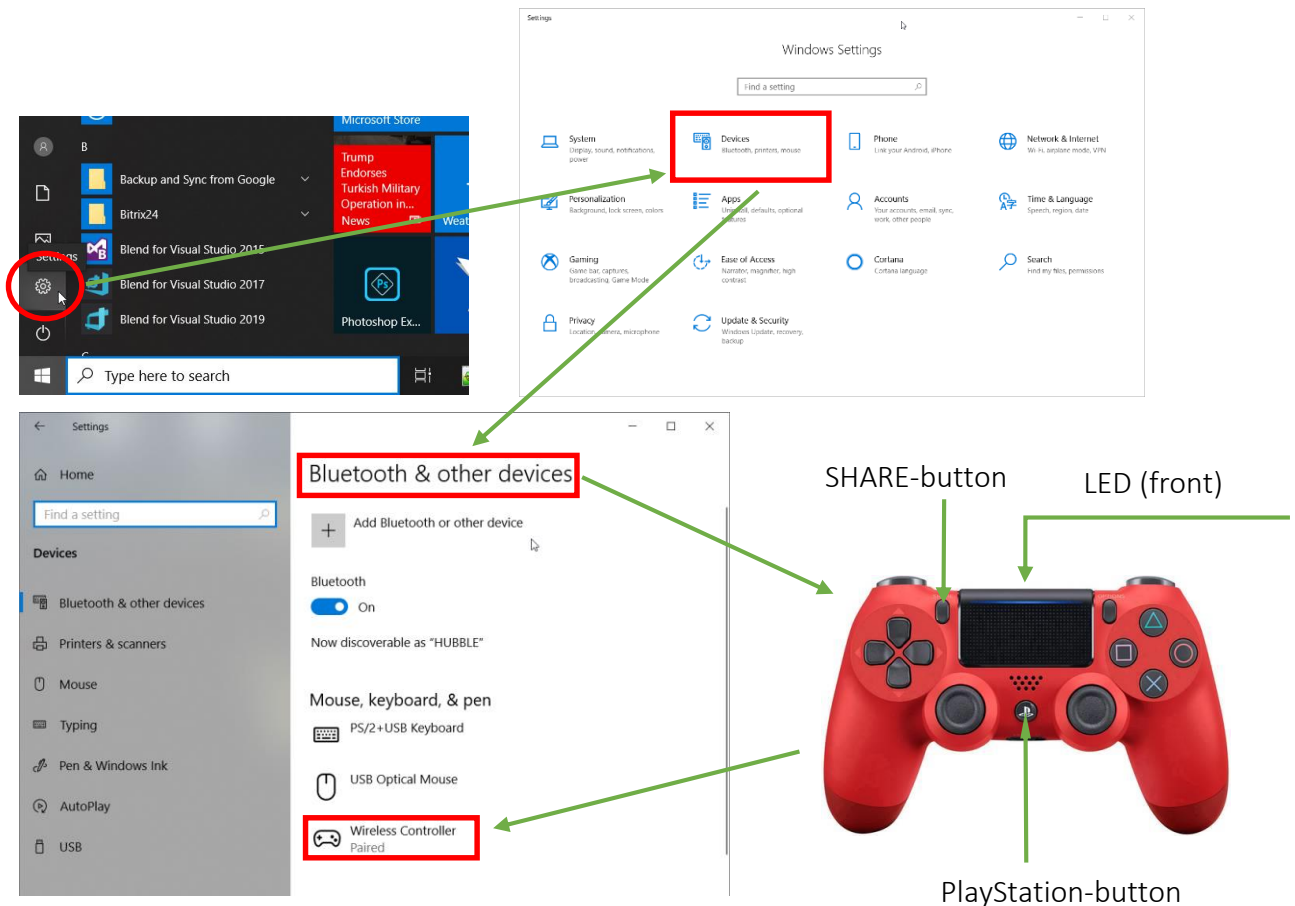 Microsoft Store
B
Backup and Sync from Google
Bitrix24
Blend for Visual Studio 2015
Settings
Blend for Visual Studio 2017
Blend for Visual Studio 2019
Trump
Endorses
Turkish Military
Operation in...
News
Weat
Ps
Photoshop Ex...
Type here to search
Settings
Windows Settings
Find a setting
System
Display, sound, notifications,
power
Devices
Bluetooth, printers, mouse
Phone
Link your Android, iPhone
Network & Internet
Wi-Fi, airplane mode, VPN
Personalization
Background, lock screen, colors
Apps
Uninstall, defaults, optional
features
Accounts
Your accounts, email, sync,
work, other people
Time & Language
Speech, region, date
Gaming
Game bar, captures,
broadcasting, Game Mode
Ease of Access
Narrator, magnifier, high
contrast
Cortana
Cortana language
Search
Find my files, permissions
Privacy
Location, camera, microphone
Update & Security
Windows Update, recovery,
backup
Settings
Home
Find a setting
Devices
Bluetooth & other devices
Printers & scanners
Mouse
Typing
Pen & Windows Ink
AutoPlay
USB
Bluetooth & other devices
Add Bluetooth or other device
Bluetooth
On
Now discoverable as "HUBBLE"
Mouse, keyboard, & pen
PS/2+USB Keyboard
USB Optical Mouse
Wireless Controller
Paired
SHARE-button
LED (front)
PlayStation-button